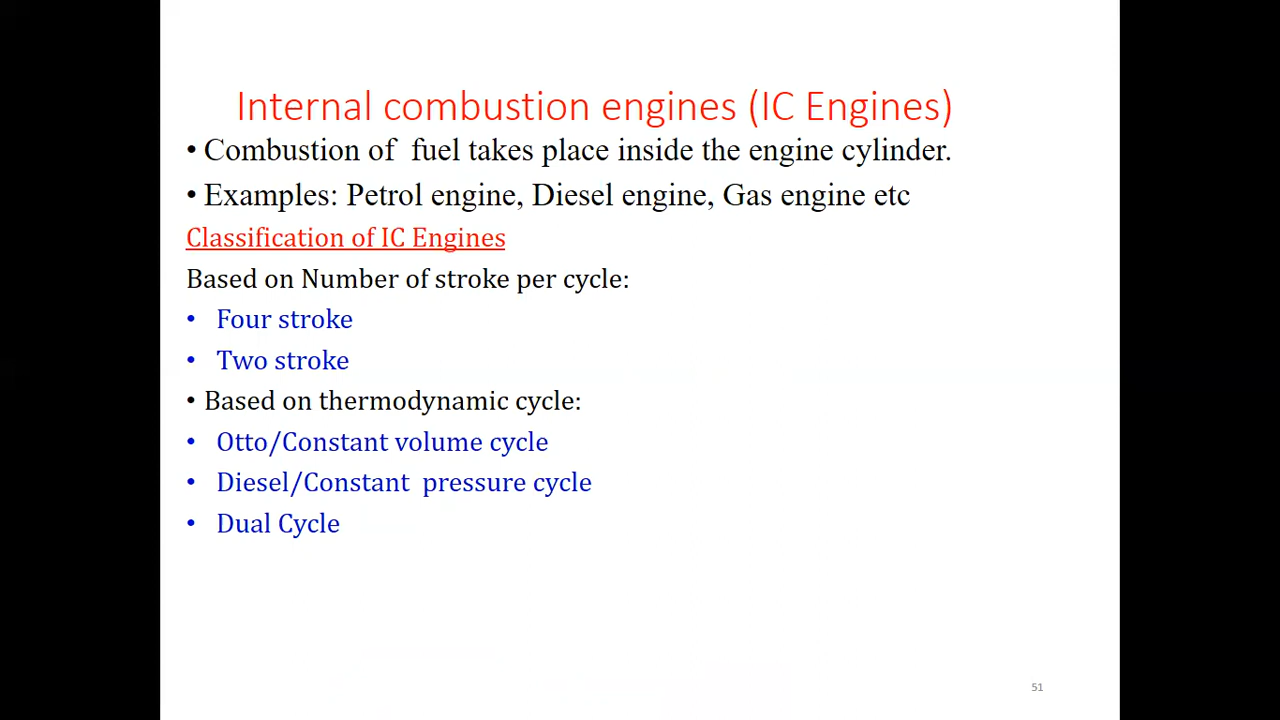 Internal combustion engines (IC Engines)
• Combustion of  fuel takes place inside the engine cylinder.
• Examples: Petrol engine, Diesel engine, Gas engine etc
Classification of IC Engines
Based on Number of stroke per cycle:
• Four stroke
• Two stroke
• Based on thermodynamic cycle:
• Otto/Constant volume cycle
• Diesel/Constant  pressure cycle
• Dual Cycle
51